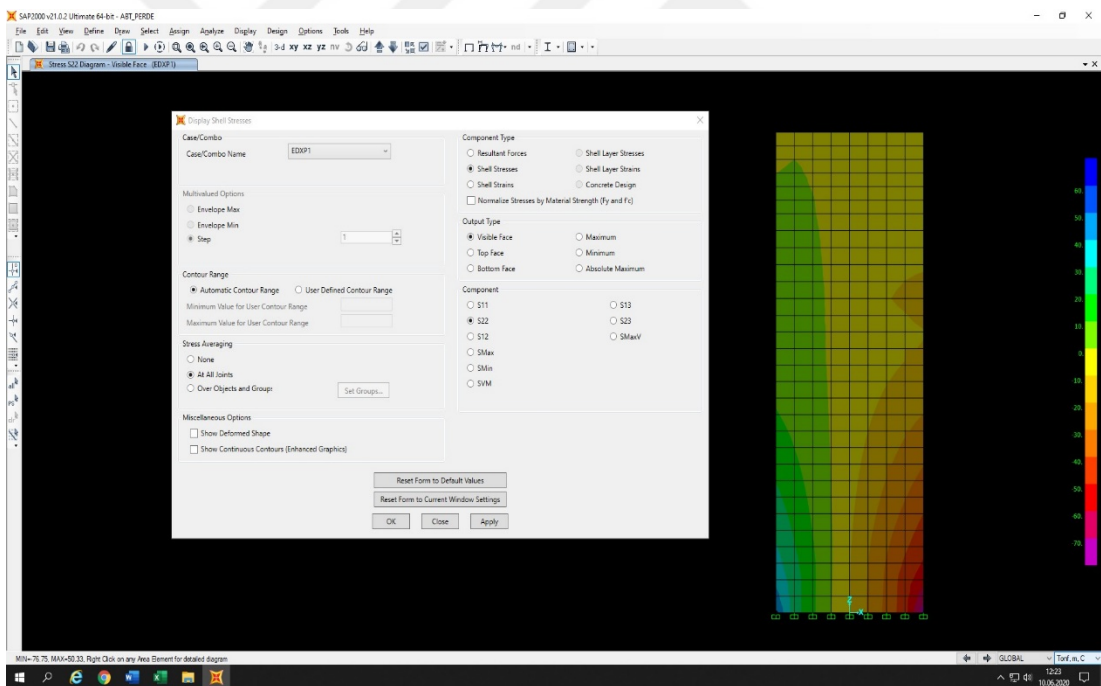 SAP2000 v21.0.2 Ultimate 64-bit - ABT_PERDE
File Edit View Define Draw Select Assign Analyze Display Design Options Tools Help
3-d xy xz yz nv nd
Stress S22 Diagram - Visible Face (EDXP1)
Display Shell Stresses
Case/Combo
Case/Combo Name EDXP1
Multivalued Options
Envelope Max
Envelope Min
Step 1
Contour Range
Automatic Contour Range User Defined Contour Range
Minimum Value for User Contour Range
Maximum Value for User Contour Range
Stress Averaging
None
At All Joints
Over Objects and Groups Set Groups...
Miscellaneous Options
Show Deformed Shape
Show Continuous Contours (Enhanced Graphics)
Component Type
Resultant Forces Shell Layer Stresses
Shell Stresses Shell Layer Strains
Shell Strains Concrete Design
Normalize Stresses by Material Strength (Fy and f'c)
Output Type
Visible Face Maximum
Top Face Minimum
Bottom Face Absolute Maximum
Component
S11 S13
S22 S23
S12 SMaxV
SMax
SMin
SVM
Reset Form to Default Values
Reset Form to Current Window Settings
OK Close Apply
60.
50.
40.
30.
20.
10.
0.
10.
20.
30.
40.
50.
-60.
-70.
Z
X
MIN=-76.75, MAX=50.33, Right Click on any Area Element for detailed diagram
GLOBAL Tonf, m, C
12:23
10.06.2020